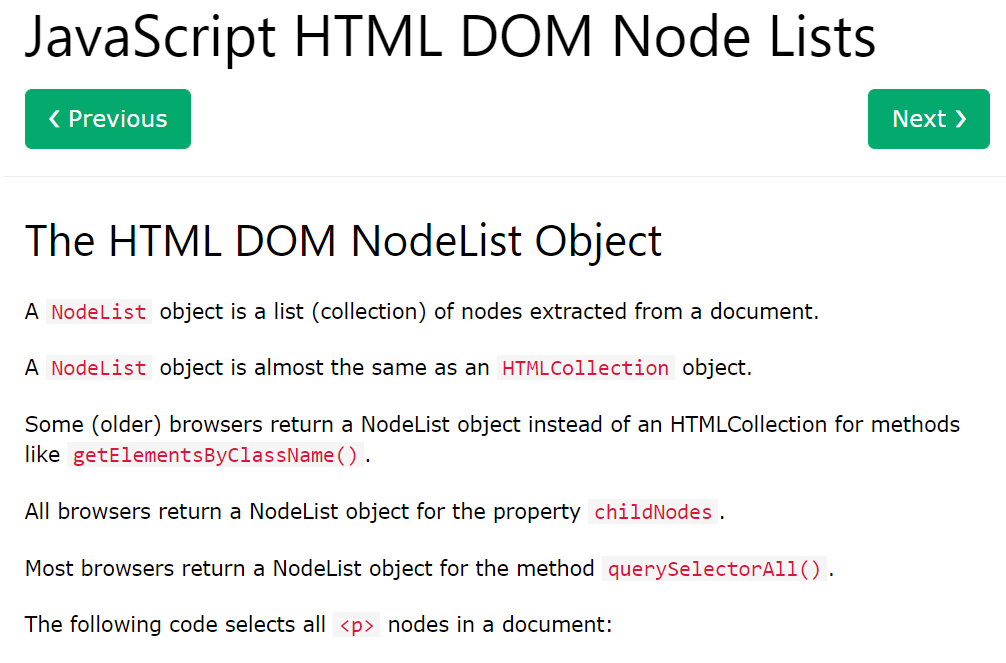 JavaScript HTML DOM Node Lists
❮ Previous
Next ❯
The HTML DOM NodeList Object
A NodeList object is a list (collection) of nodes extracted from a document.
A NodeList object is almost the same as an HTMLCollection object.
Some (older) browsers return a NodeList object instead of an HTMLCollection for methods
like getElementsByClassName().
All browsers return a NodeList object for the property childNodes.
Most browsers return a NodeList object for the method querySelectorAll().
The following code selects all <p> nodes in a document: